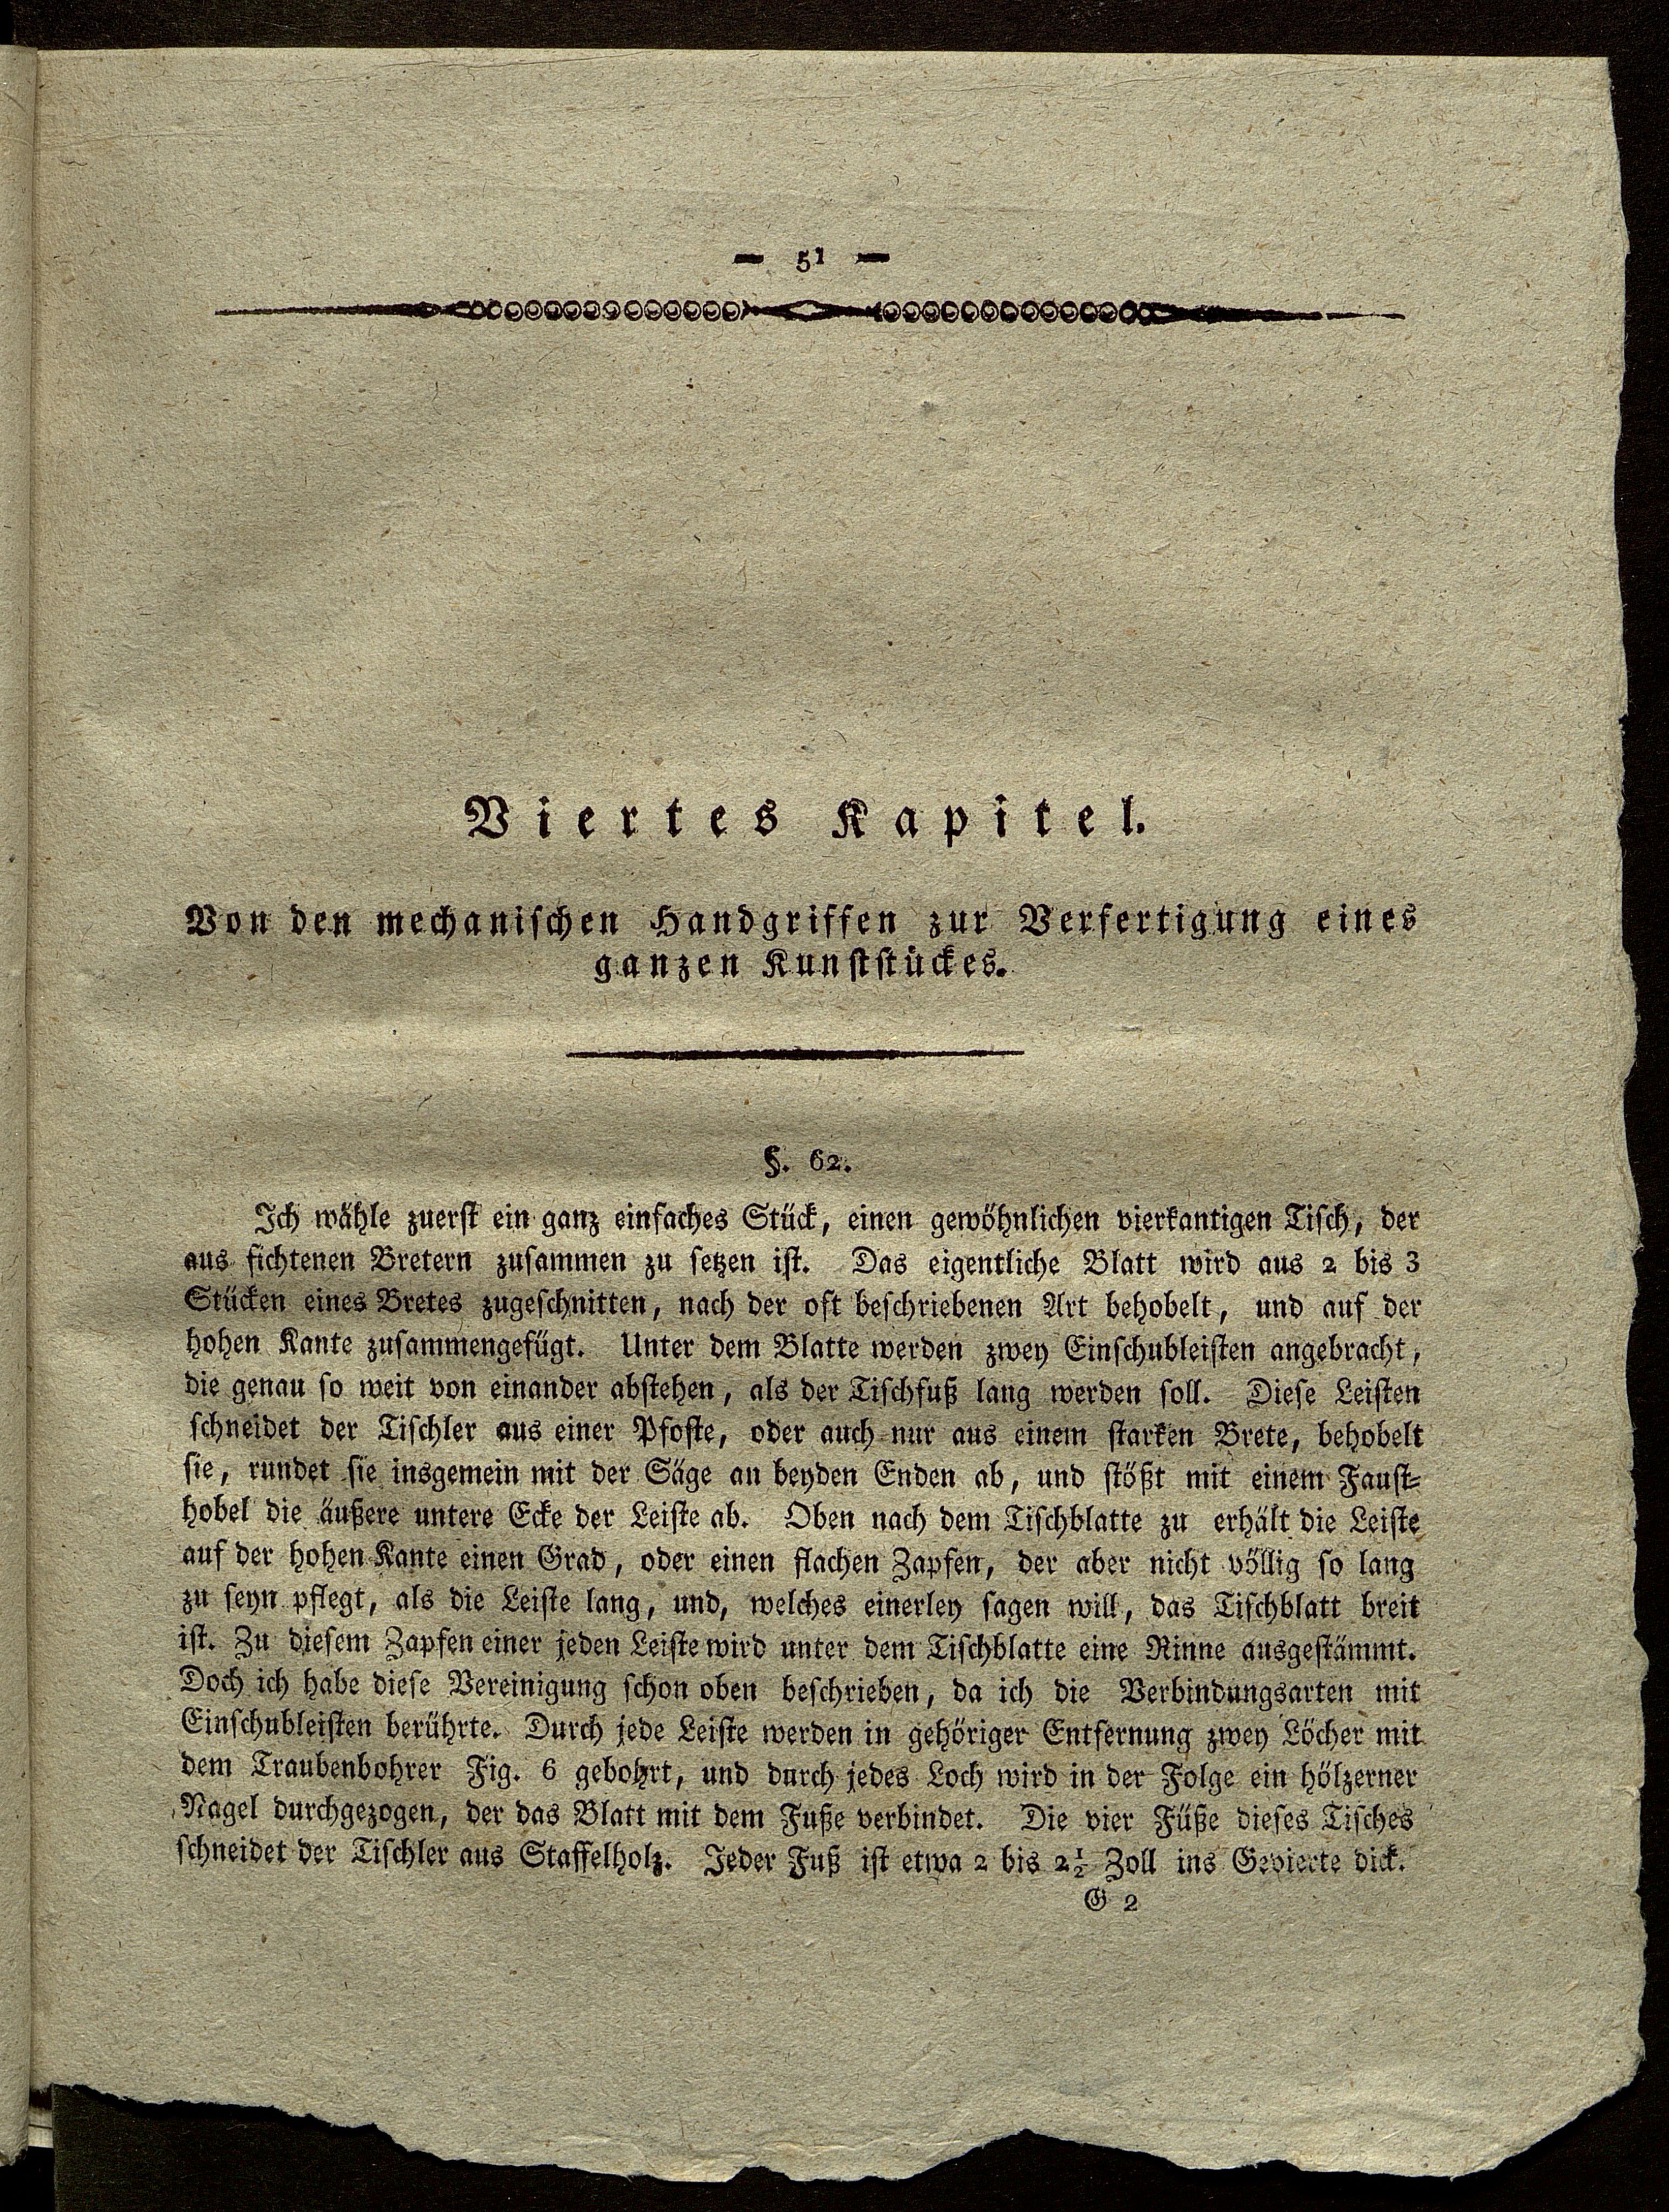 — 51 —
Viertes Kapitel.
Von den mechanischen Handgriffen zur Verfertigung eines
ganzen Kunststückes.
§. 62.
Ich wähle zuerst ein ganz einfaches Stück, einen gewöhnlichen vierkantigen Tisch, der
aus fichtenen Bretern zusammen zu setzen ist. Das eigentliche Blatt wird aus 2 bis 3
Stücken eines Bretes zugeschnitten, nach der oft beschriebenen Art behobelt, und auf der
hohen Kante zusammengefügt. Unter dem Blatte werden zwey Einschubleisten angebracht,
die genau so weit von einander abstehen, als der Tischfuß lang werden soll. Diese Leisten
schneidet der Tischler aus einer Pfoste, oder auch nur aus einem starken Brete, behobelt
sie, rundet sie insgemein mit der Säge an beyden Enden ab, und stößt mit einem Faust-
hobel die äußere untere Ecke der Leiste ab. Oben nach dem Tischblatte zu erhält die Leiste
auf der hohen Kante einen Grad, oder einen flachen Zapfen, der aber nicht völlig so lang
zu seyn pflegt, als die Leiste lang, und, welches einerley sagen will, das Tischblatt breit
ist. Zu diesem Zapfen einer jeden Leiste wird unter dem Tischblatte eine Rinne ausgestämmt.
Doch ich habe diese Vereinigung schon oben beschrieben, da ich die Verbindungsarten mit
Einschubleisten berührte. Durch jede Leiste werden in gehöriger Entfernung zwey Löcher mit
dem Traubenbohrer Fig. 6 gebohrt, und durch jedes Loch wird in der Folge ein hölzerner
Nagel durchgezogen, der das Blatt mit dem Fuße verbindet. Die vier Füße dieses Tisches
schneidet der Tischler aus Staffelholz. Jeder Fuß ist etwa 2 bis 2½ Zoll ins Gevierte dick.
G 2